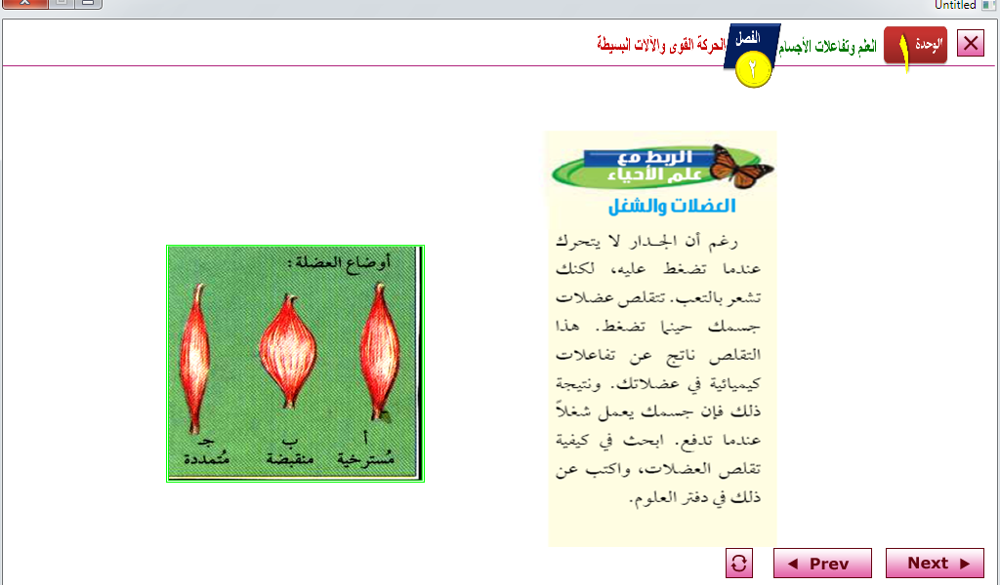 Untitled
الوحدة
١
العلم وتفاعلات الأجسام
الفصل
٢
الحركة القوى والآلات البسيطة
الربط مع
علم الأحياء
العضلات والشغل
رغم أن الجدار لا يتحرك
عندما تضغط عليه، لكنك
تشعر بالتعب. تتقلص عضلات
جسمك حينما تضغط. هذا
التقلص ناتج عن تفاعلات
كيميائية في عضلاتك. ونتيجة
ذلك فإن جسمك يعمل شغلاً
عندما تدفع. ابحث في كيفية
تقلص العضلات، واكتب عن
ذلك في دفتر العلوم.
أوضاع العضلة:
أ
مُسترخية
ب
منقبضة
جـ
مُتمددة
Prev
Next